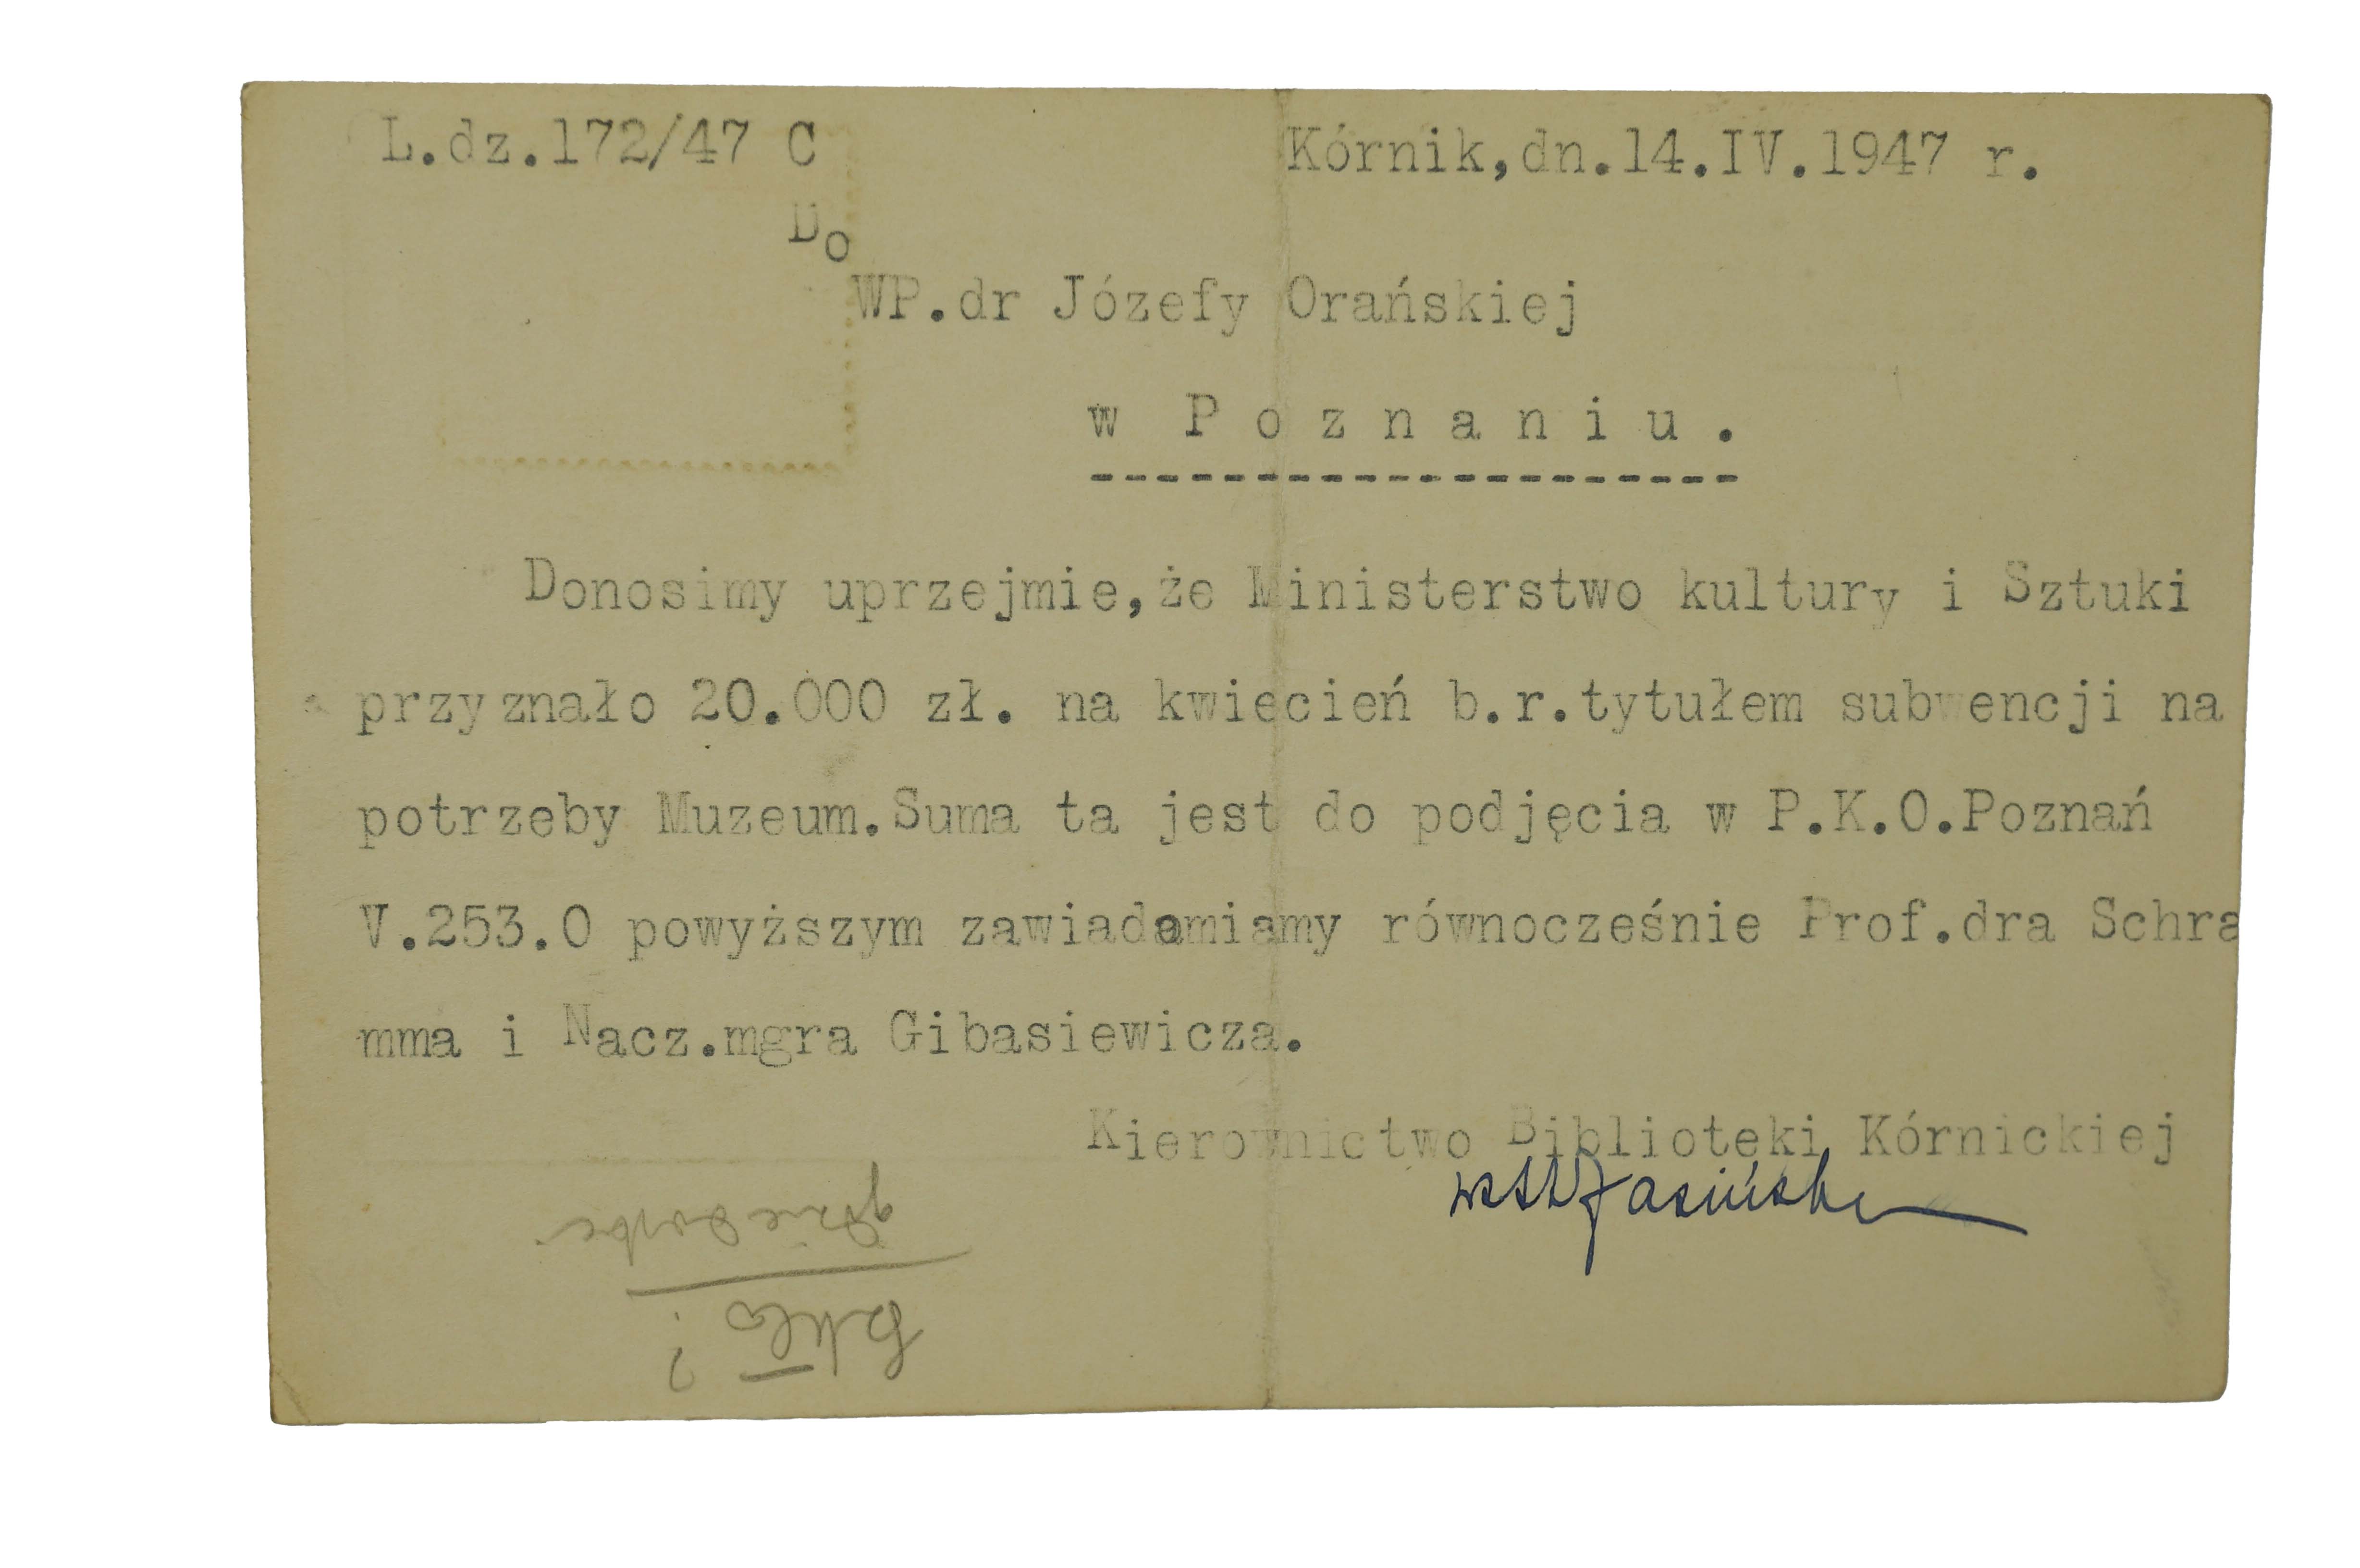 L.dz.172/47 C Kórnik,dn.14.IV.1947 r.
Do
WP.dr Józefy Orańskiej
w P o z n a n i u .
--------------------
Donosimy uprzejmie,że Ministerstwo kultury i Sztuki
przyznało 20.000 zł. na kwiecień b.r.tytułem subwencji na
potrzeby Muzeum.Suma ta jest do podjęcia w P.K.O.Poznań
V.253.O powyższym zawiadomiamy równocześnie Prof.dra Schra
mma i Nacz.mgra Gibasiewicza.
Kierownictwo Biblioteki Kórnickiej